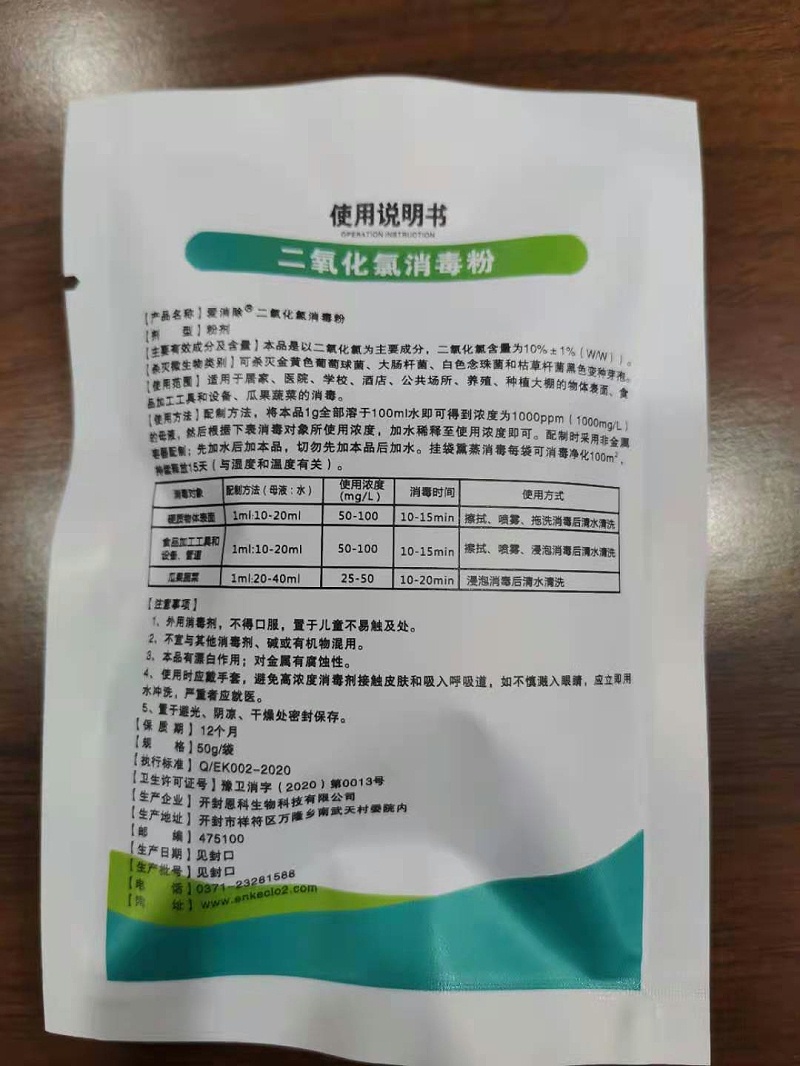 使用说明书
OPERATION INSTRUCTION
二氧化氯消毒粉
【产品名称】爱消除®二氧化氯消毒粉
【剂 型】粉剂
【主要有效成分及含量】本品是以二氧化氯为主要成分，二氧化氯含量为10%±1%（W/W）。
【杀灭微生物类别】可杀灭金黄色葡萄球菌、大肠杆菌、白色念珠菌和枯草杆菌黑色变种芽孢。
【使用范围】适用于居家、医院、学校、酒店、公共场所、养殖、种植大棚的物体表面、食
品加工工具和设备、瓜果蔬菜的消毒。
【使用方法】配制方法，将本品1g全部溶于100ml水即可得到浓度为1000ppm（1000mg/L）
的母液，然后根据下表消毒对象所使用浓度，加水稀释至使用浓度即可。配制时采用非金属
容器配制；先加水后加本品，切勿先加本品后加水。挂袋熏蒸消毒每袋可消毒净化100m²，
持续释放15天（与湿度和温度有关）。
消毒对象 配制方法（母液：水） 使用浓度（mg/L） 消毒时间 使用方式
硬质物体表面 1ml:10-20ml 50-100 10-15min 擦拭、喷雾、拖洗消毒后清水清洗
食品加工工具和设备、管道 1ml:10-20ml 50-100 10-15min 擦拭、喷雾、浸泡消毒后清水清洗
瓜果蔬菜 1ml:20-40ml 25-50 10-20min 浸泡消毒后清水清洗
【注意事项】
1、外用消毒剂，不得口服，置于儿童不易触及处。
2、不宜与其他消毒剂、碱或有机物混用。
3、本品有漂白作用；对金属有腐蚀性。
4、使用时应戴手套，避免高浓度消毒剂接触皮肤和吸入呼吸道，如不慎溅入眼睛，应立即用
水冲洗，严重者应就医。
5、置于避光、阴凉、干燥处密封保存。
【保 质 期】12个月
【规 格】50g/袋
【执行标准】Q/EK002-2020
【卫生许可证号】豫卫消字（2020）第0013号
【生产企业】开封恩科生物科技有限公司
【生产地址】开封市祥符区万隆乡南武天村委院内
【邮 编】475100
【生产日期】见封口
【生产批号】见封口
【电 话】0371-23261588
【网 址】www.enkeclo2.com